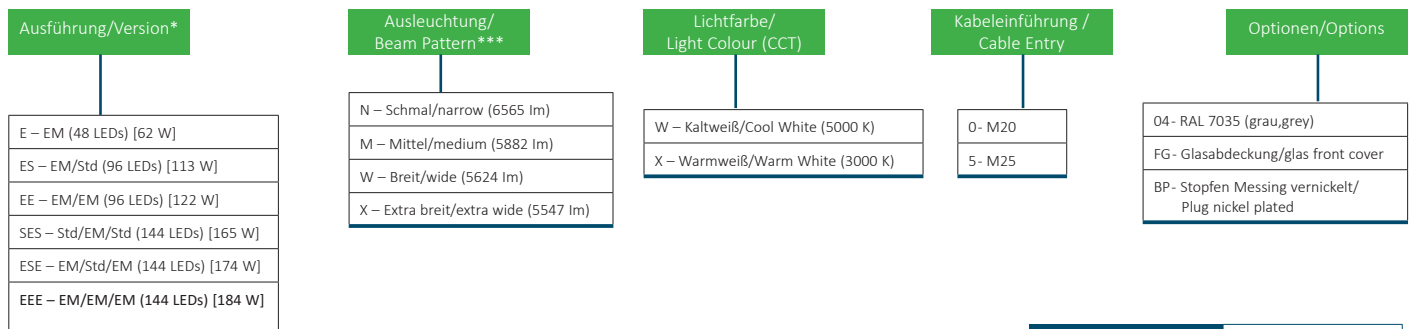 Ausführung/Version*
E – EM (48 LEDs) [62 W]
ES – EM/Std (96 LEDs) [113 W]
EE – EM/EM (96 LEDs) [122 W]
SES – Std/EM/Std (144 LEDs) [165 W]
ESE – EM/Std/EM (144 LEDs) [174 W]
EEE – EM/EM/EM (144 LEDs) [184 W]
Ausleuchtung/
Beam Pattern***
N – Schmal/narrow (6565 lm)
M – Mittel/medium (5882 lm)
W – Breit/wide (5624 lm)
X – Extra breit/extra wide (5547 lm)
Lichtfarbe/
Light Colour (CCT)
W – Kaltweiß/Cool White (5000 K)
X – Warmweiß/Warm White (3000 K)
Kabeleinführung /
Cable Entry
0- M20
5- M25
Optionen/Options
04- RAL 7035 (grau,grey)
FG- Glasabdeckung/glas front cover
BP- Stopfen Messing vernickelt/
Plug nickel plated